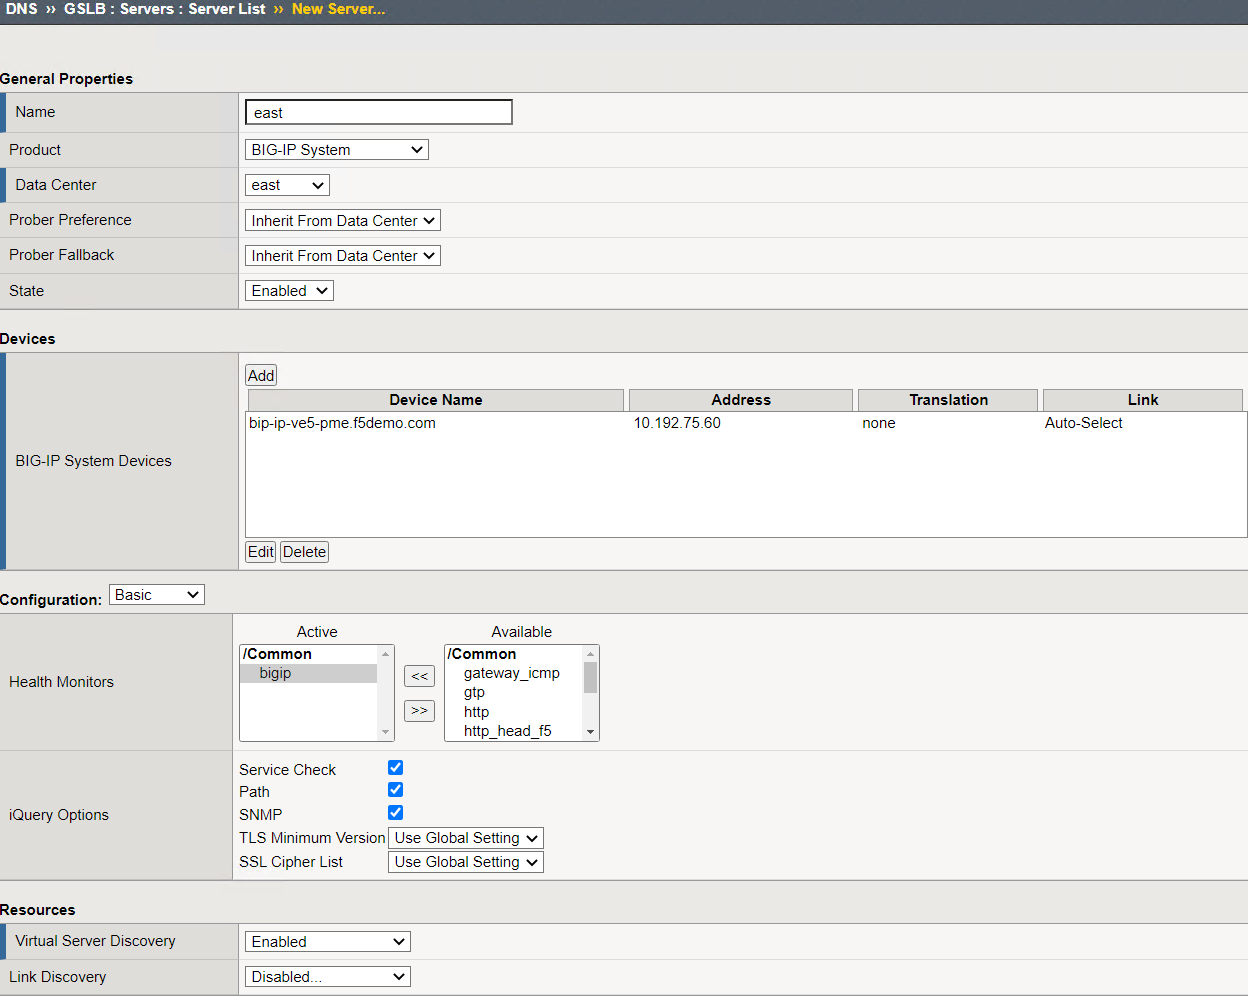 DNS ›› GSLB : Servers : Server List ›› New Server...
General Properties
Name east
Product BIG-IP System
Data Center east
Prober Preference Inherit From Data Center
Prober Fallback Inherit From Data Center
State Enabled
Devices
Add
Device Name Address Translation Link
bip-ip-ve5-pme.f5demo.com 10.192.75.60 none Auto-Select
BIG-IP System Devices
Edit Delete
Configuration: Basic
Active Available
/Common /Common
bigip gateway_icmp
Health Monitors << gtp
>> http
http_head_f5
Service Check
Path
iQuery Options SNMP
TLS Minimum Version Use Global Setting
SSL Cipher List Use Global Setting
Resources
Virtual Server Discovery Enabled
Link Discovery Disabled...